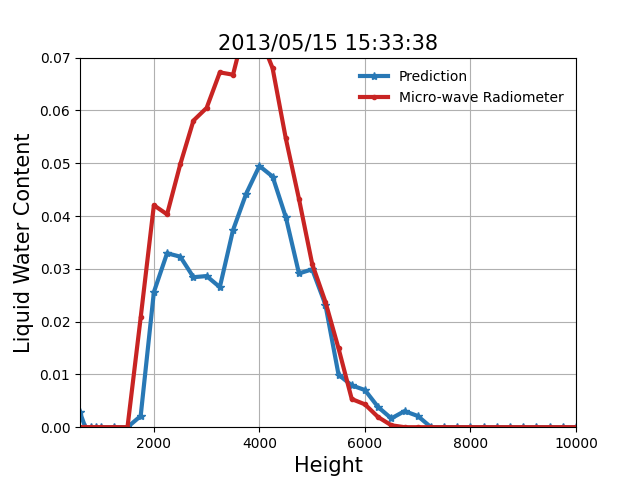 2013/05/15 15:33:38
Prediction
Micro-wave Radiometer
Liquid Water Content
0.07
0.06
0.05
0.04
0.03
0.02
0.01
0.00
2000 4000 6000 8000 10000
Height